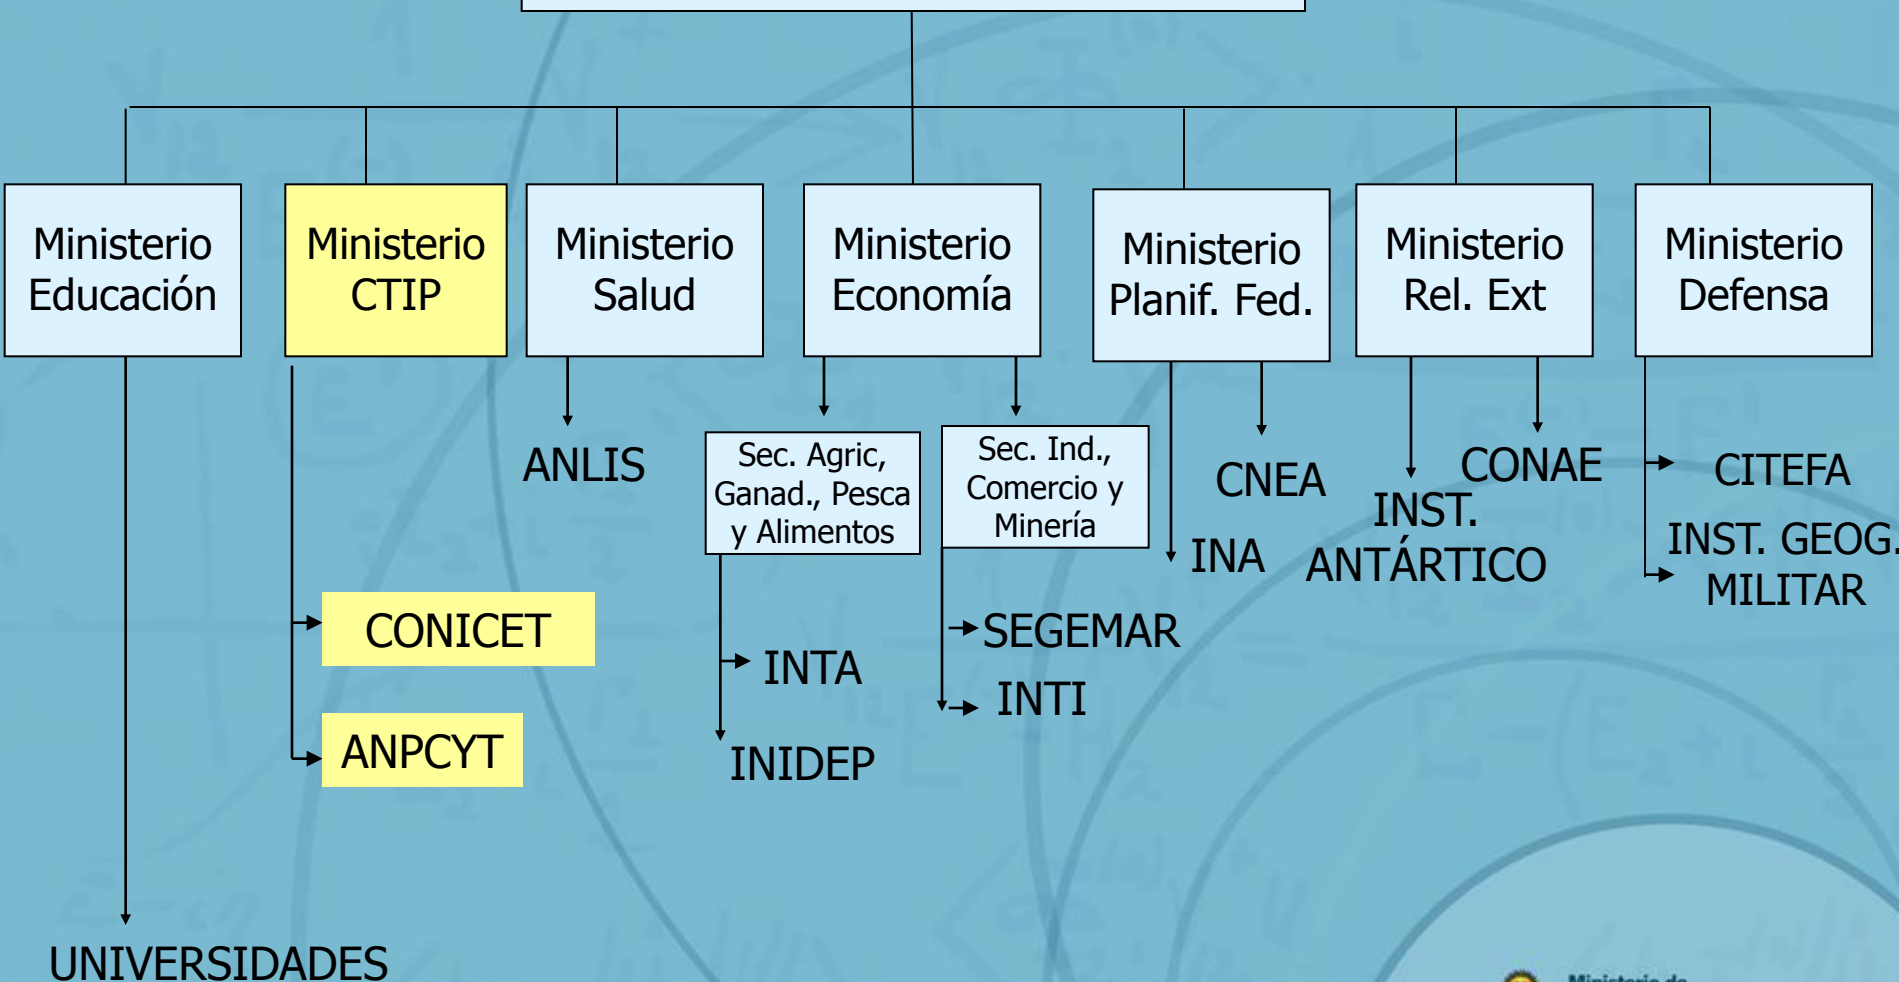 Ministerio
Educación
Ministerio
CTIP
Ministerio
Salud
Ministerio
Economía
Ministerio
Planif. Fed.
Ministerio
Rel. Ext
Ministerio
Defensa
ANLIS
Sec. Agric,
Ganad., Pesca
y Alimentos
Sec. Ind.,
Comercio y
Minería
CNEA
INA
CONAE
INST.
ANTÁRTICO
CITEFA
INST. GEOG.
MILITAR
CONICET
ANPCYT
INTA
INIDEP
SEGEMAR
INTI
UNIVERSIDADES
Ministerio de